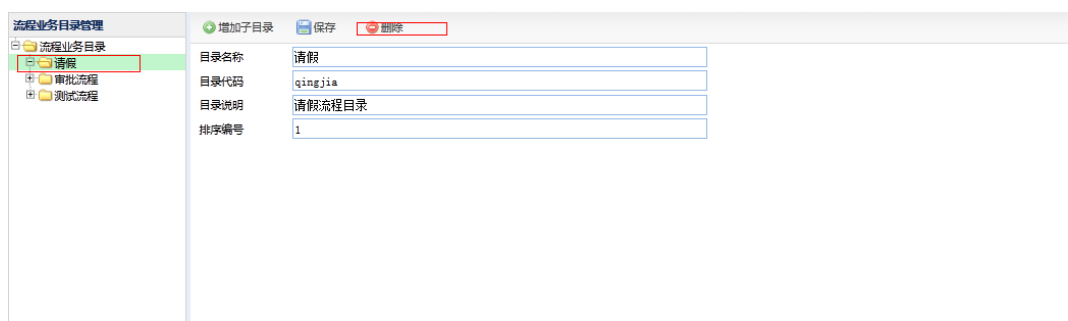 流程业务目录管理
流程业务目录
请假
审批流程
测试流程
增加子目录 保存 删除
目录名称 请假
目录代码 qingjia
目录说明 请假流程目录
排序编号 1